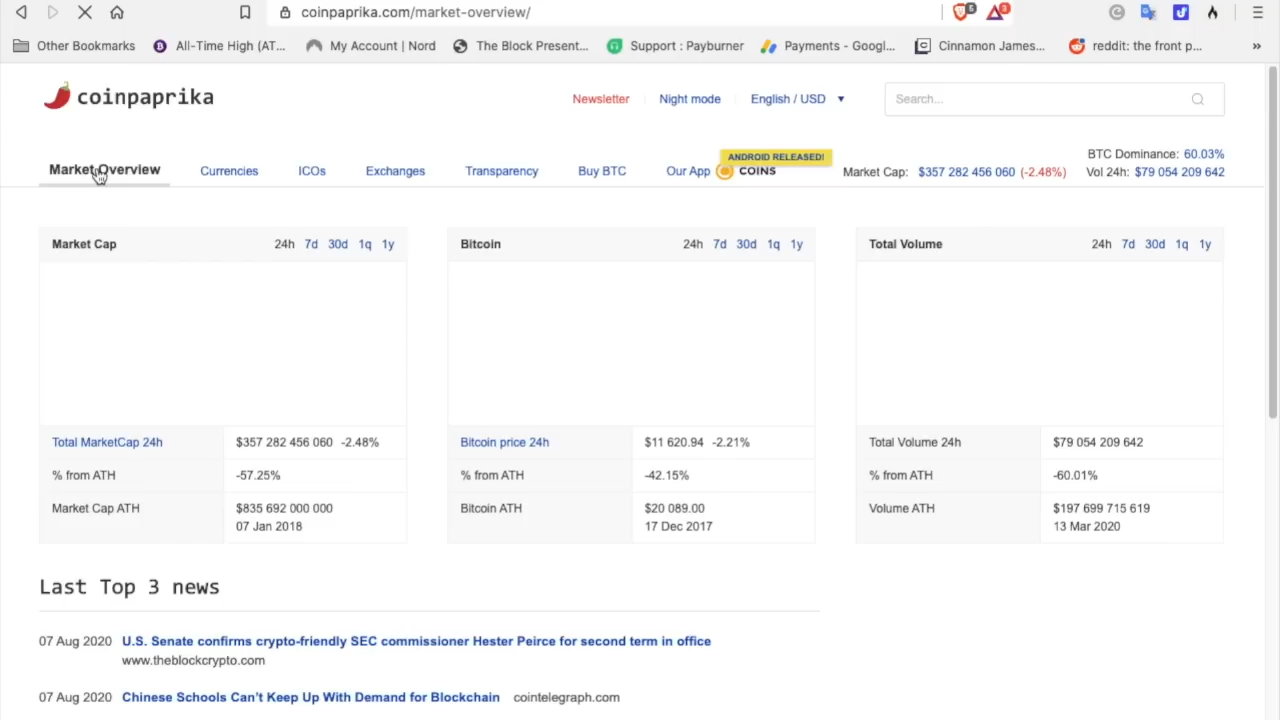 coinpaprika.com/market-overview/
5
3
Other Bookmarks
All-Time High (AT...
My Account | Nord
The Block Present...
Support : Payburner
Payments - Googl...
Cinnamon James...
reddit: the front p...
»
coinpaprika
Newsletter
Night mode
English / USD
Search...
Market Overview
Currencies
ICOs
Exchanges
Transparency
Buy BTC
Our App
ANDROID RELEASED!
COINS
Market Cap: $357 282 456 060 (-2.48%)
BTC Dominance: 60.03%
Vol 24h: $79 054 209 642
Market Cap 24h 7d 30d 1q 1y
Total MarketCap 24h $357 282 456 060 -2.48%
% from ATH -57.25%
Market Cap ATH $835 692 000 000
07 Jan 2018
Bitcoin 24h 7d 30d 1q 1y
Bitcoin price 24h $11 620.94 -2.21%
% from ATH -42.15%
Bitcoin ATH $20 089.00
17 Dec 2017
Total Volume 24h 7d 30d 1q 1y
Total Volume 24h $79 054 209 642
% from ATH -60.01%
Volume ATH $197 699 715 619
13 Mar 2020
Last Top 3 news
07 Aug 2020 U.S. Senate confirms crypto-friendly SEC commissioner Hester Peirce for second term in office
www.theblockcrypto.com
07 Aug 2020 Chinese Schools Can't Keep Up With Demand for Blockchain cointelegraph.com